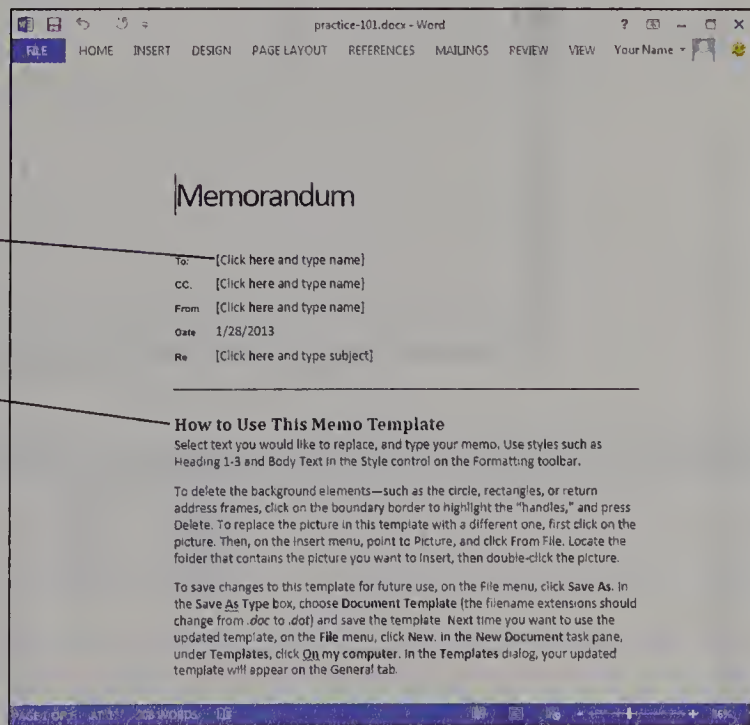 practice-101.docx - Word
FILE HOME INSERT DESIGN PAGE LAYOUT REFERENCES MAILINGS REVIEW VIEW Your Name
Memorandum
To: [Click here and type name]
CC. [Click here and type name]
From [Click here and type name]
Date 1/28/2013
Re [Click here and type subject]
How to Use This Memo Template
Select text you would like to replace, and type your memo. Use styles such as
Heading 1-3 and Body Text in the Style control on the Formatting toolbar.
To delete the background elements—such as the circle, rectangles, or return
address frames, click on the boundary border to highlight the "handles," and press
Delete. To replace the picture in this template with a different one, first click on the
picture. Then, on the Insert menu, point to Picture, and click From File. Locate the
folder that contains the picture you want to insert, then double-click the picture.
To save changes to this template for future use, on the File menu, click Save As. In
the Save As Type box, choose Document Template (the filename extensions should
change from .doc to .dot) and save the template Next time you want to use the
updated template, on the File menu, click New. In the New Document task pane,
under Templates, click On my computer. In the Templates dialog, your updated
template will appear on the General tab.
208 WORDS